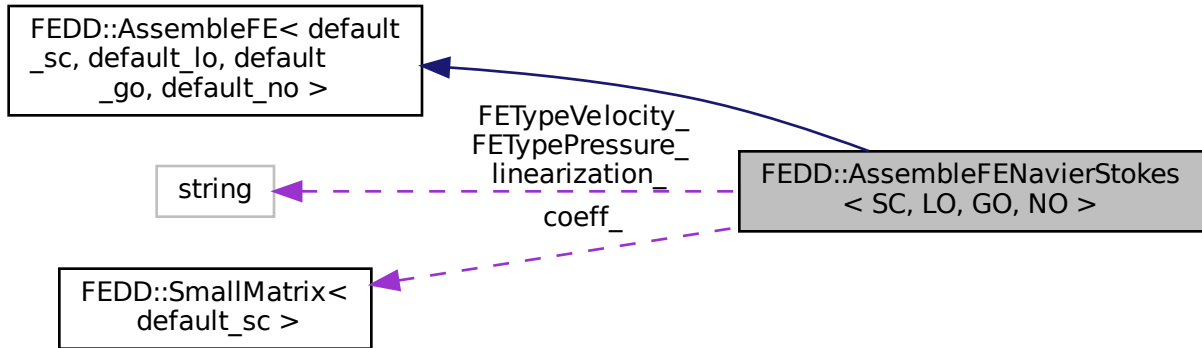 FEDD::AssembleFE< default
_sc, default_lo, default
_go, default_no >
FETypeVelocity_
FETypePressure_
linearization_
string
FEDD::AssembleFENavierStokes
< SC, LO, GO, NO >
coeff_
FEDD::SmallMatrix<
default_sc >